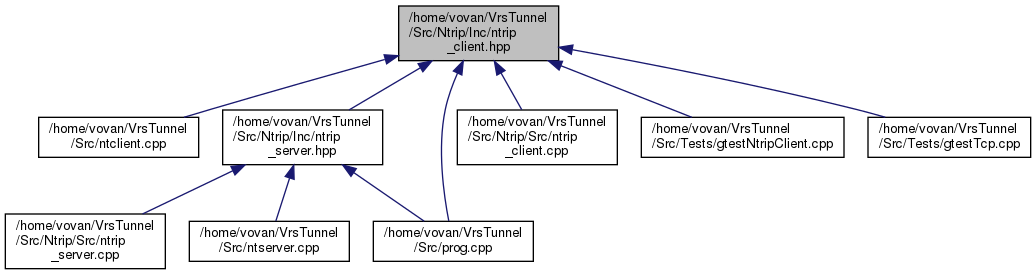 /home/vovan/VrsTunnel
/Src/Ntrip/Inc/ntrip
_client.hpp
/home/vovan/VrsTunnel
/Src/ntclient.cpp
/home/vovan/VrsTunnel
/Src/Ntrip/Inc/ntrip
_server.hpp
/home/vovan/VrsTunnel
/Src/Ntrip/Src/ntrip
_client.cpp
/home/vovan/VrsTunnel
/Src/Tests/gtestNtripClient.cpp
/home/vovan/VrsTunnel
/Src/Tests/gtestTcp.cpp
/home/vovan/VrsTunnel
/Src/Ntrip/Src/ntrip
_server.cpp
/home/vovan/VrsTunnel
/Src/ntserver.cpp
/home/vovan/VrsTunnel
/Src/prog.cpp